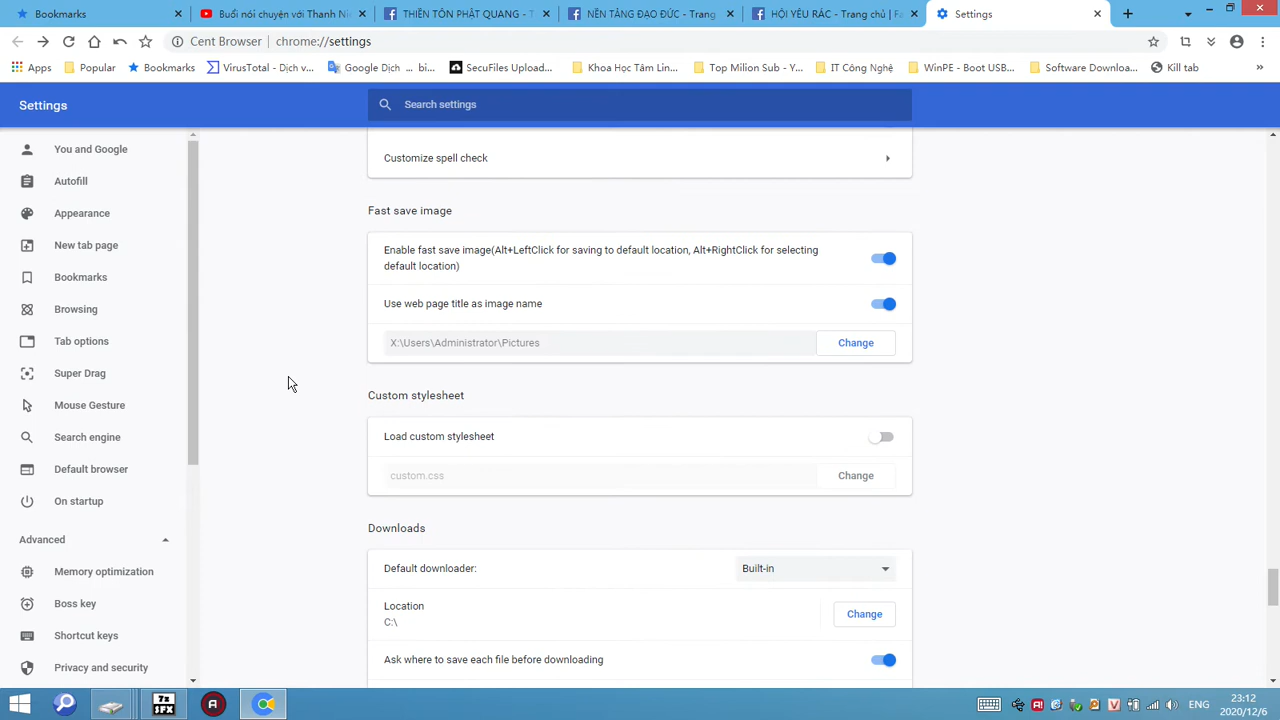 Bookmarks
Buổi nói chuyện với Thanh Ni
THIỀN TÔN PHẬT QUANG - T
NỀN TẢNG ĐẠO ĐỨC - Trang
HỘI YÊU RÁC - Trang chủ | Fa
Settings
Cent Browser
chrome://settings
Apps
Popular
Bookmarks
VirusTotal - Dịch v...
Google Dịch ... bi...
SecuFiles Upload...
Khoa Học Tâm Lin...
Top Milion Sub - Y...
IT Công Nghệ
WinPE - Boot USB...
Software Downloa...
Kill tab
Settings
Search settings
You and Google
Autofill
Appearance
New tab page
Bookmarks
Browsing
Tab options
Super Drag
Mouse Gesture
Search engine
Default browser
On startup
Advanced
Memory optimization
Boss key
Shortcut keys
Privacy and security
Customize spell check
Fast save image
Enable fast save image(Alt+LeftClick for saving to default location, Alt+RightClick for selecting
default location)
Use web page title as image name
X:\Users\Administrator\Pictures
Change
Custom stylesheet
Load custom stylesheet
custom.css
Change
Downloads
Default downloader:
Built-in
Location
C:\
Change
Ask where to save each file before downloading
7z
SFX
ENG
23:12
2020/12/6